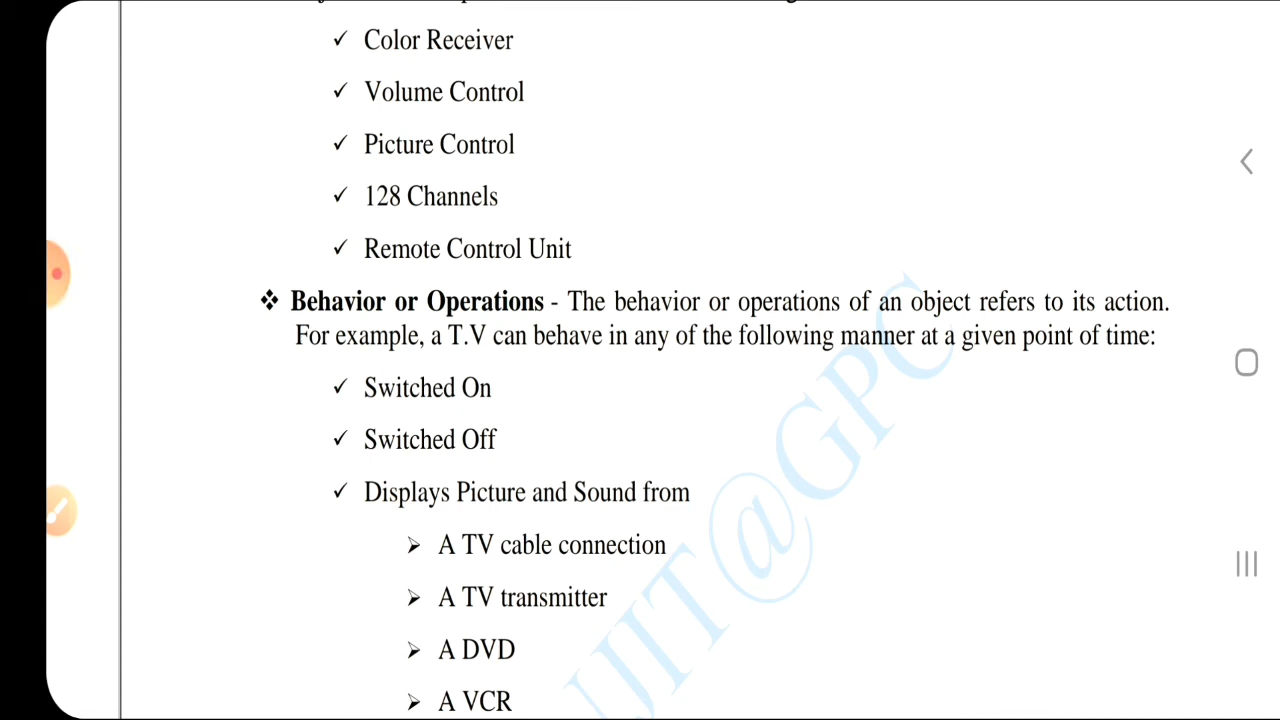 ✓ Color Receiver
✓ Volume Control
✓ Picture Control
✓ 128 Channels
✓ Remote Control Unit
❖ Behavior or Operations - The behavior or operations of an object refers to its action.
For example, a T.V can behave in any of the following manner at a given point of time:
✓ Switched On
✓ Switched Off
✓ Displays Picture and Sound from
➢ A TV cable connection
➢ A TV transmitter
➢ A DVD
➢ A VCR
@GPC